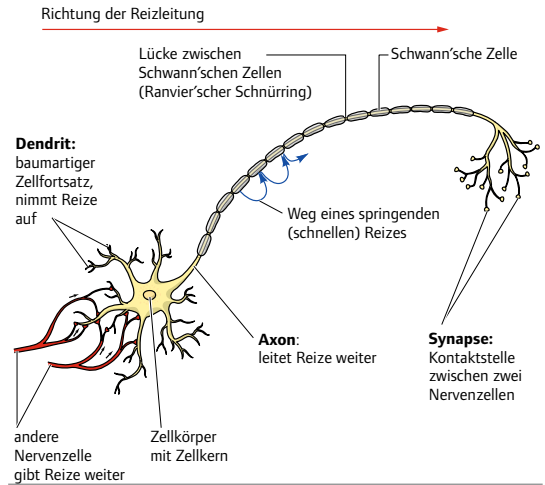 Richtung der Reizleitung
Lücke zwischen
Schwann'schen Zellen
(Ranvier'scher Schnürring)
Schwann'sche Zelle
Dendrit:
baumartiger
Zellfortsatz,
nimmt Reize
auf
Weg eines springenden
(schnellen) Reizes
Axon:
leitet Reize weiter
Synapse:
Kontaktstelle
zwischen zwei
Nervenzellen
andere
Nervenzelle
gibt Reize weiter
Zellkörper
mit Zellkern